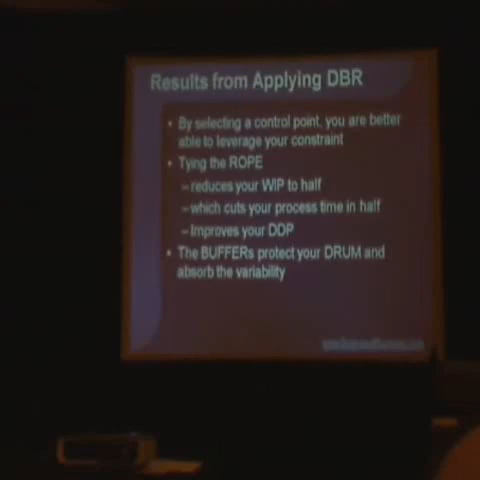 Results from Applying DBR
• By selecting a control point, you are better
able to leverage your constraint
• Tying the ROPE
–reduces your WIP to half
–which cuts your process time in half
–Improves your DDP
• The BUFFERs protect your DRUM and
absorb the variability